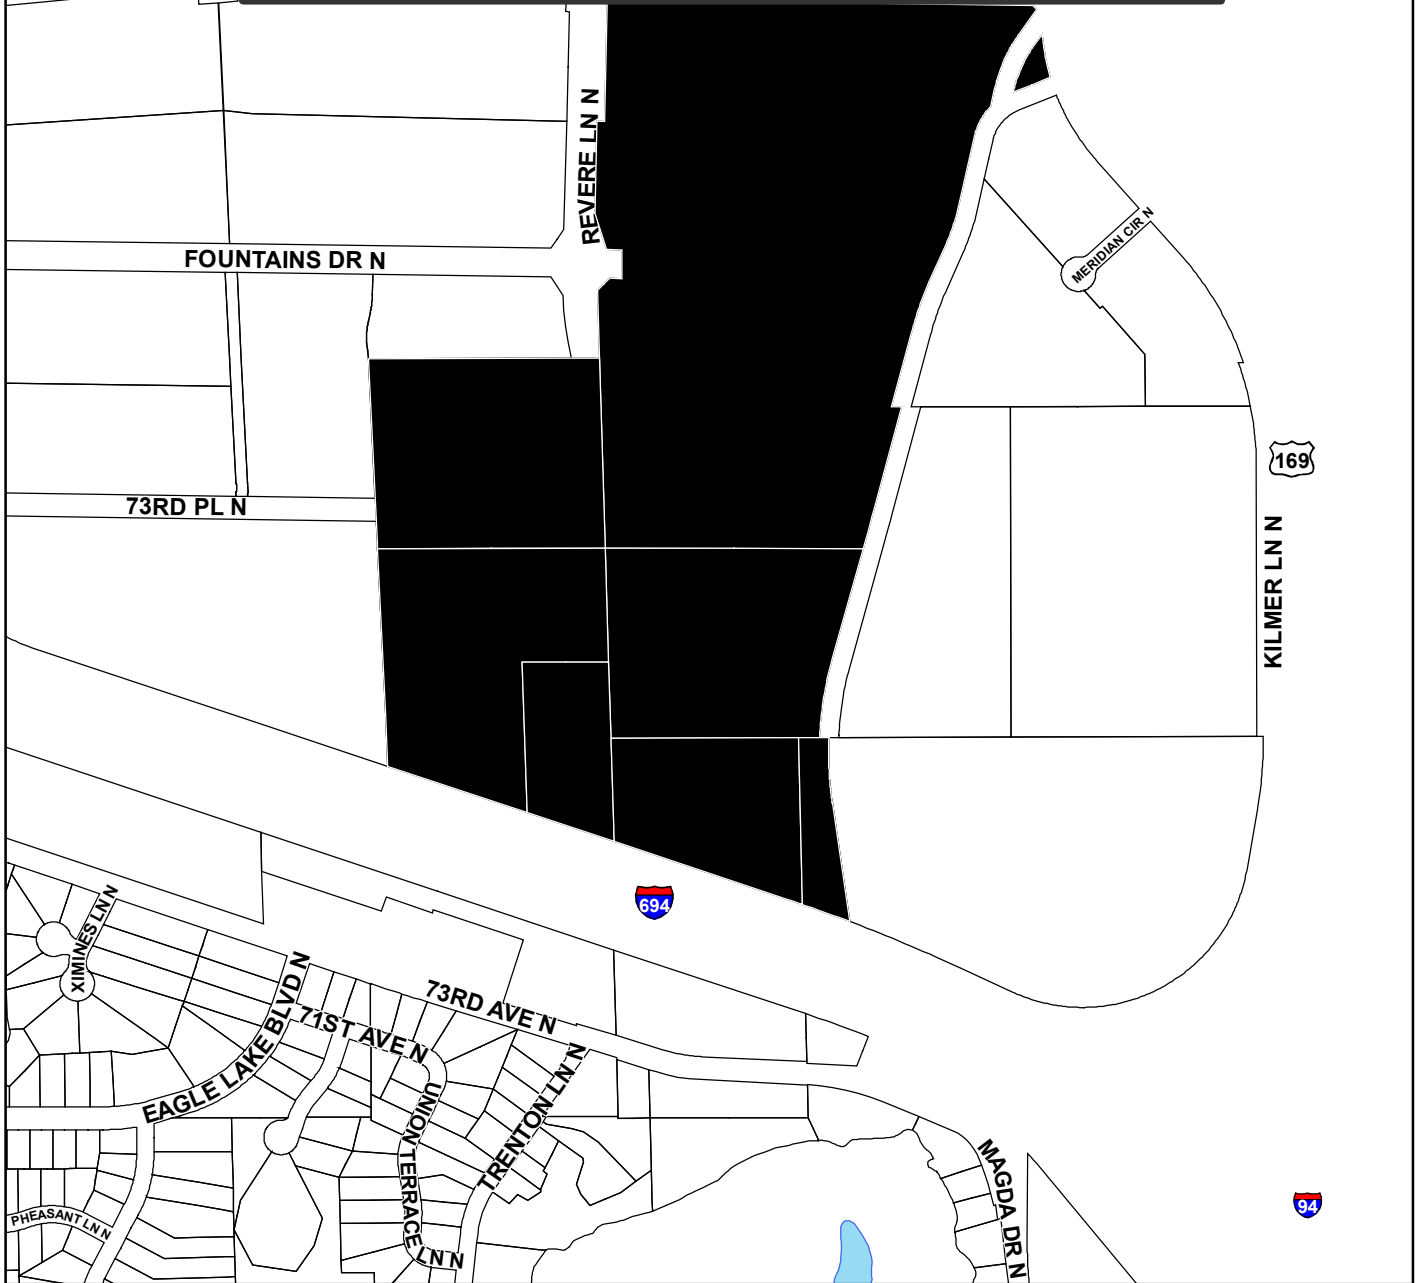 REVERE LN N
MERIDIAN CIR N
FOUNTAINS DR N
169
73RD PL N
KILMER LN N
694
XIMINES LN N
EAGLE LAKE BLVD N
73RD AVE N
71ST AVE N
TRENTON LN N
UNION TERRACE LN N
MAGDA DR N
94
PHEASANT LN N